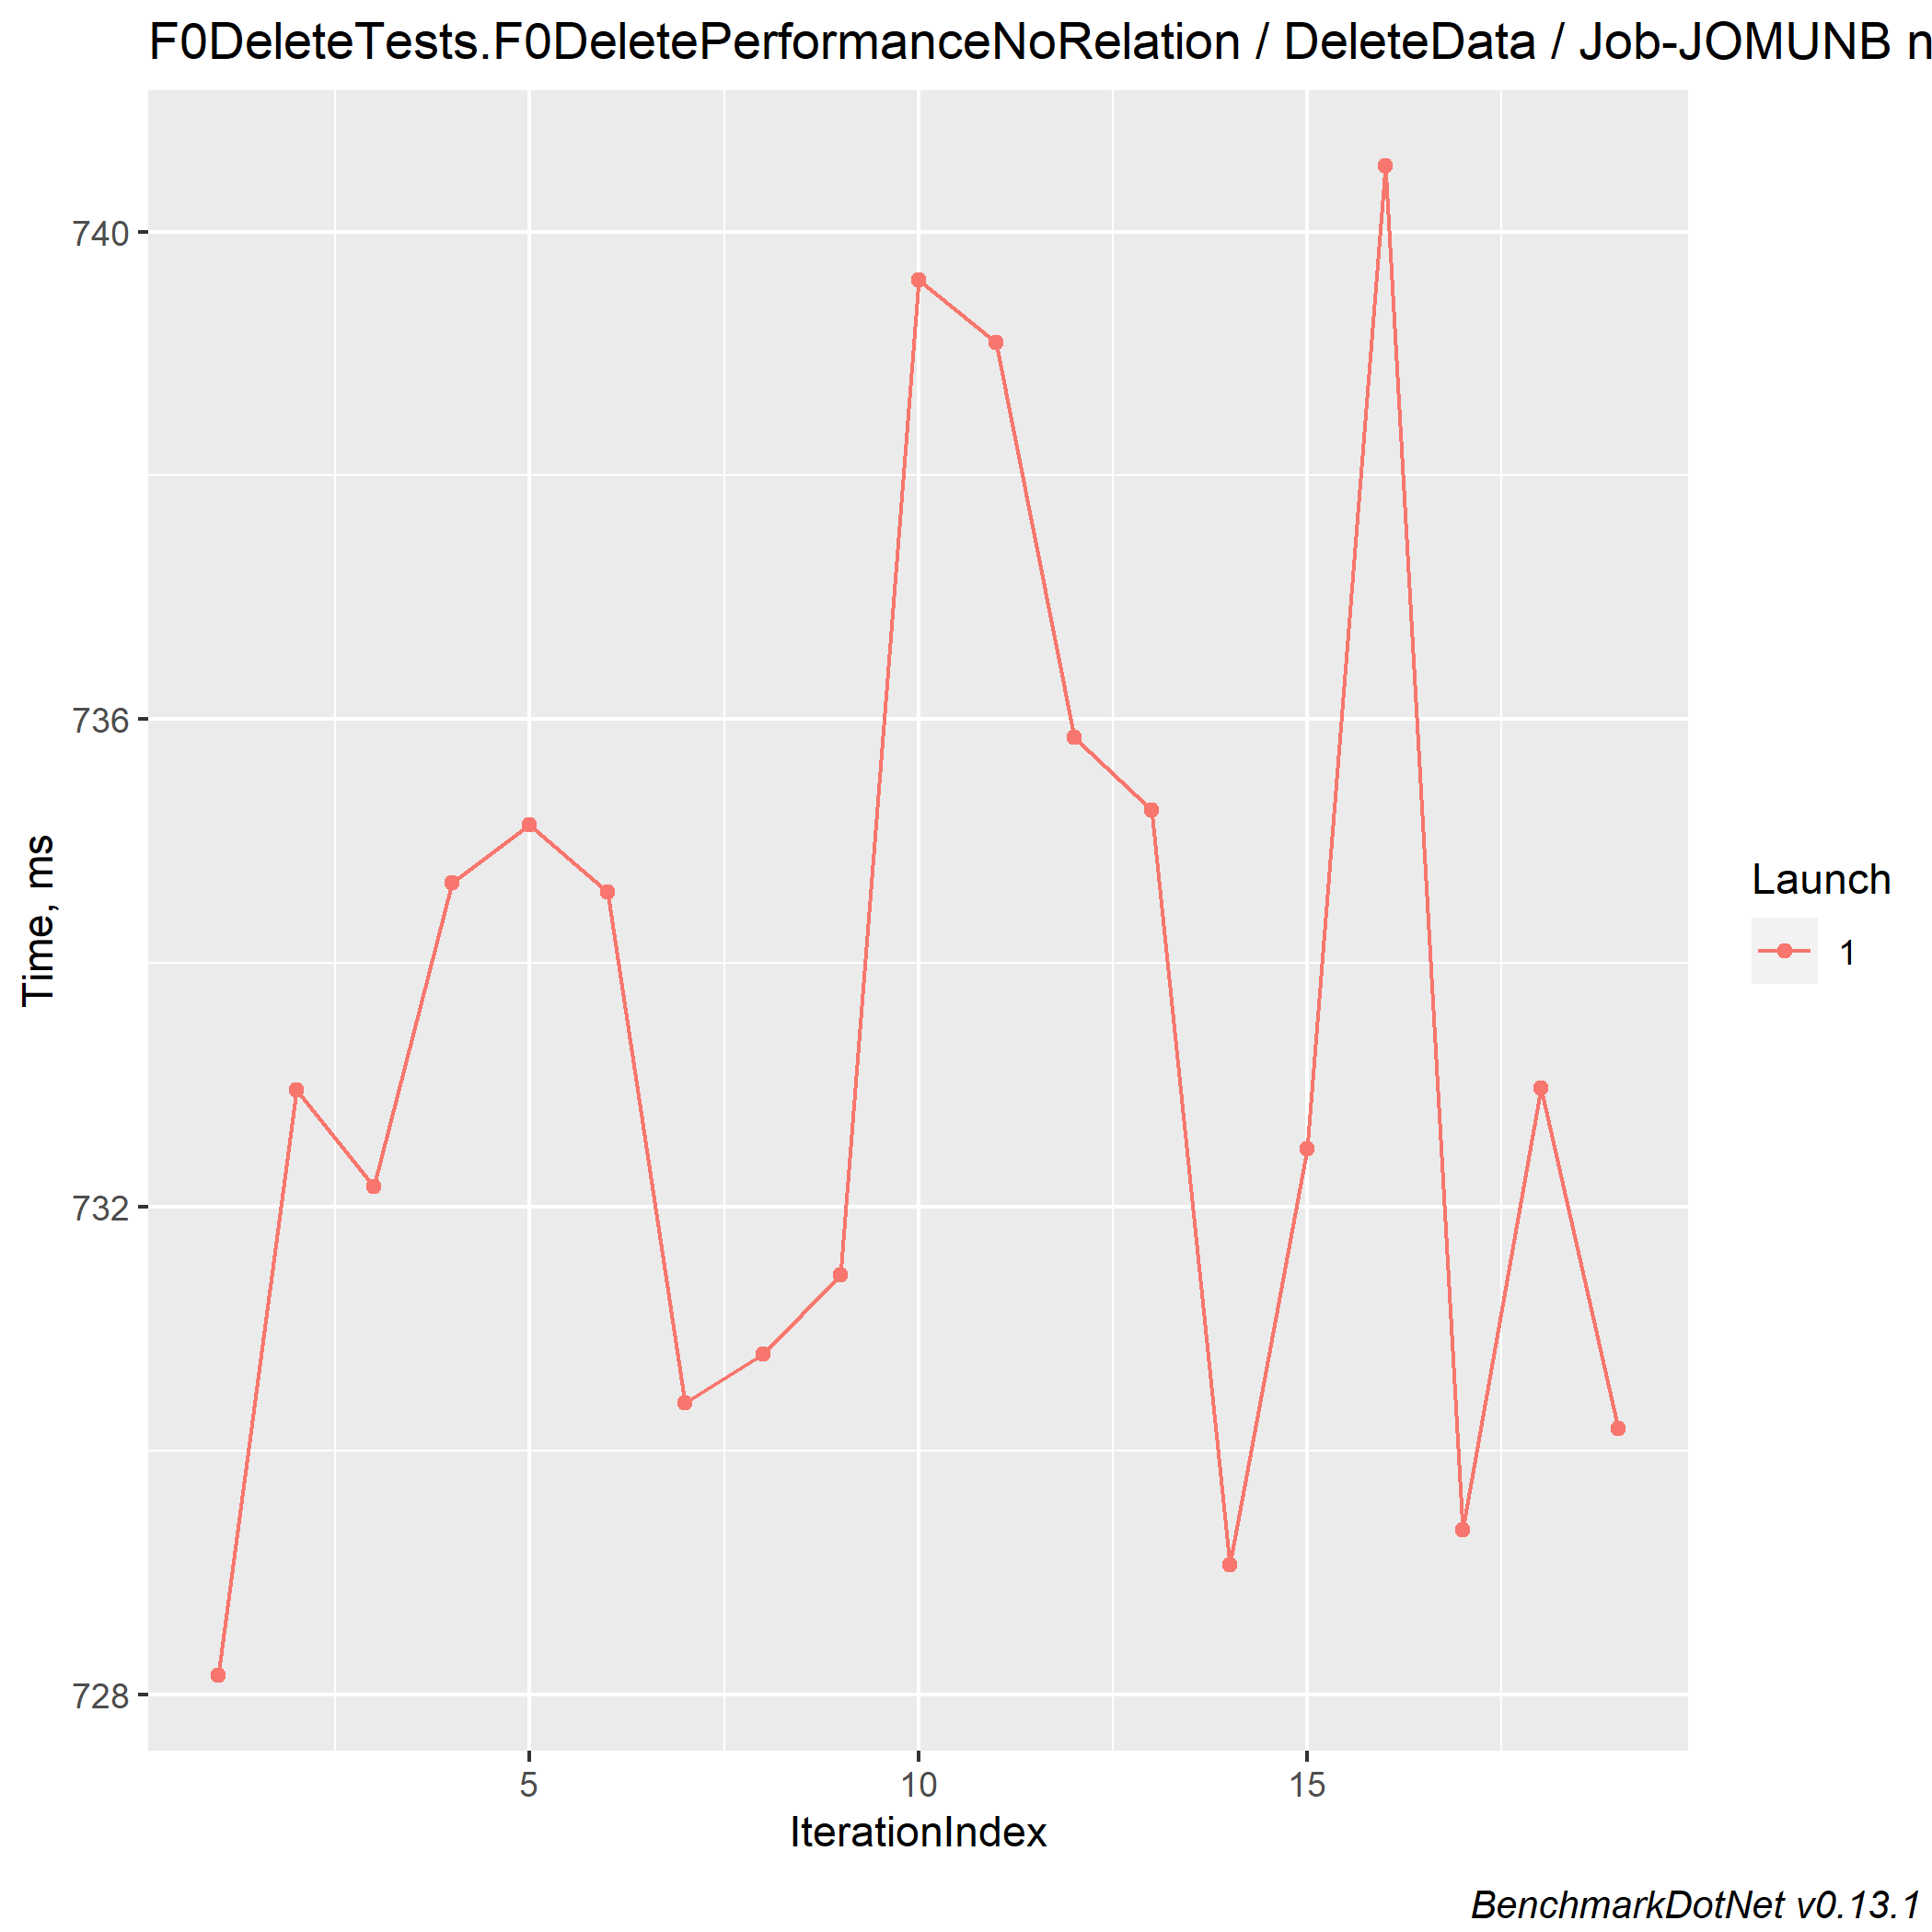 F0DeleteTests.F0DeletePerformanceNoRelation / DeleteData / Job-JOMUNB n
740
736
732
728
Time, ms
5 10 15
IterationIndex
Launch
1
BenchmarkDotNet v0.13.1